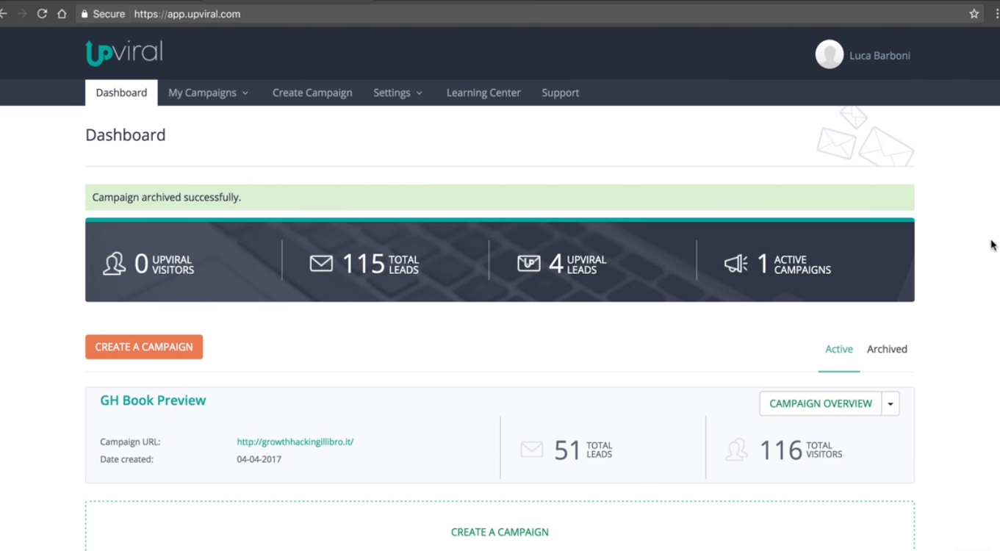 Secure https://app.upviral.com
upviral
Luca Barboni
Dashboard My Campaigns Create Campaign Settings Learning Center Support
Dashboard
Campaign archived successfully.
0 UPVIRAL VISITORS
115 TOTAL LEADS
UP
4 UPVIRAL LEADS
1 ACTIVE CAMPAIGNS
CREATE A CAMPAIGN
Active Archived
GH Book Preview
CAMPAIGN OVERVIEW
Campaign URL: http://growthhackingillibro.it/
Date created: 04-04-2017
51 TOTAL LEADS
116 TOTAL VISITORS
CREATE A CAMPAIGN